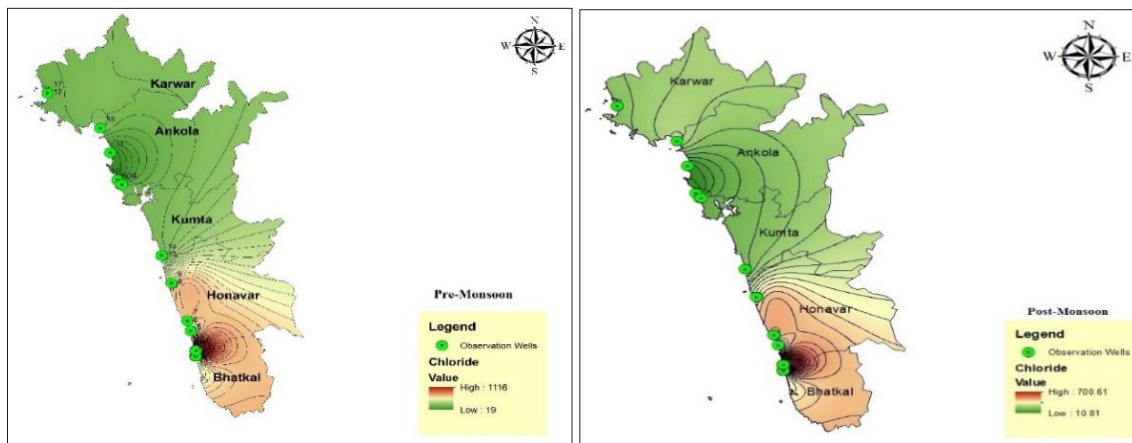 N
W
E
S
Karwar
Ankola
Kumta
Honavar
Bhatkal
Pre-Monsoon
Legend
Observation Wells
Chloride
Value
High : 1116
Low : 19
N
W
E
S
Karwar
Ankola
Kumta
Honavar
Bhatkal
Post-Monsoon
Legend
Observation Wells
Chloride
Value
High : 700.61
Low : 10.81